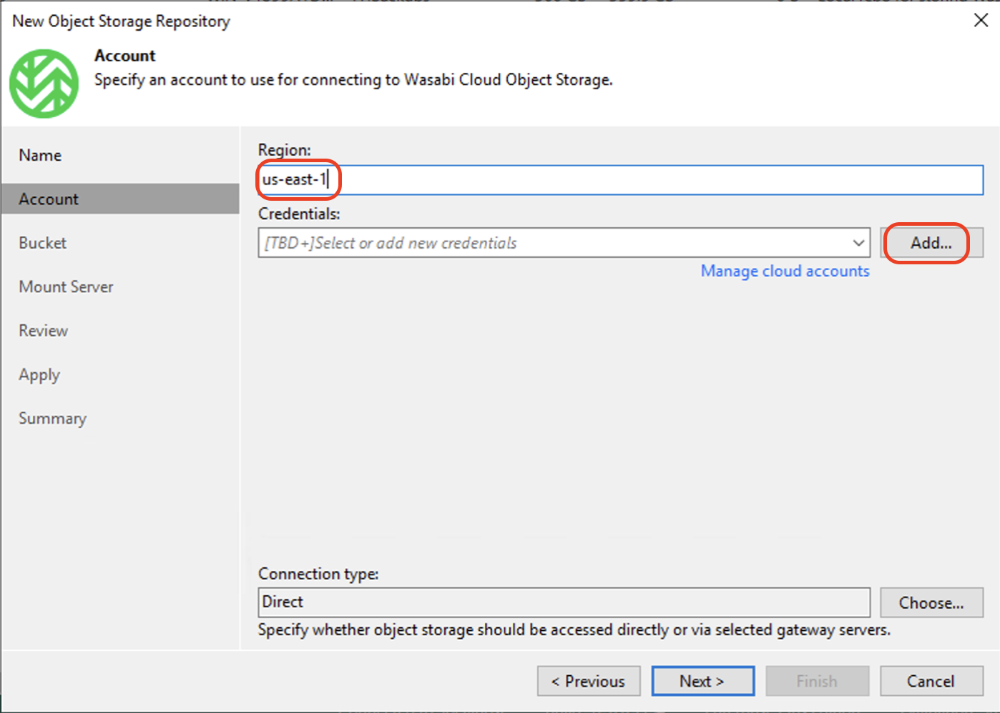 New Object Storage Repository
Account
Specify an account to use for connecting to Wasabi Cloud Object Storage.
Name
Account
Bucket
Mount Server
Review
Apply
Summary
Region:
us-east-1
Credentials:
[TBD+]Select or add new credentials
Add...
Manage cloud accounts
Connection type:
Direct
Choose...
Specify whether object storage should be accessed directly or via selected gateway servers.
< Previous
Next >
Finish
Cancel